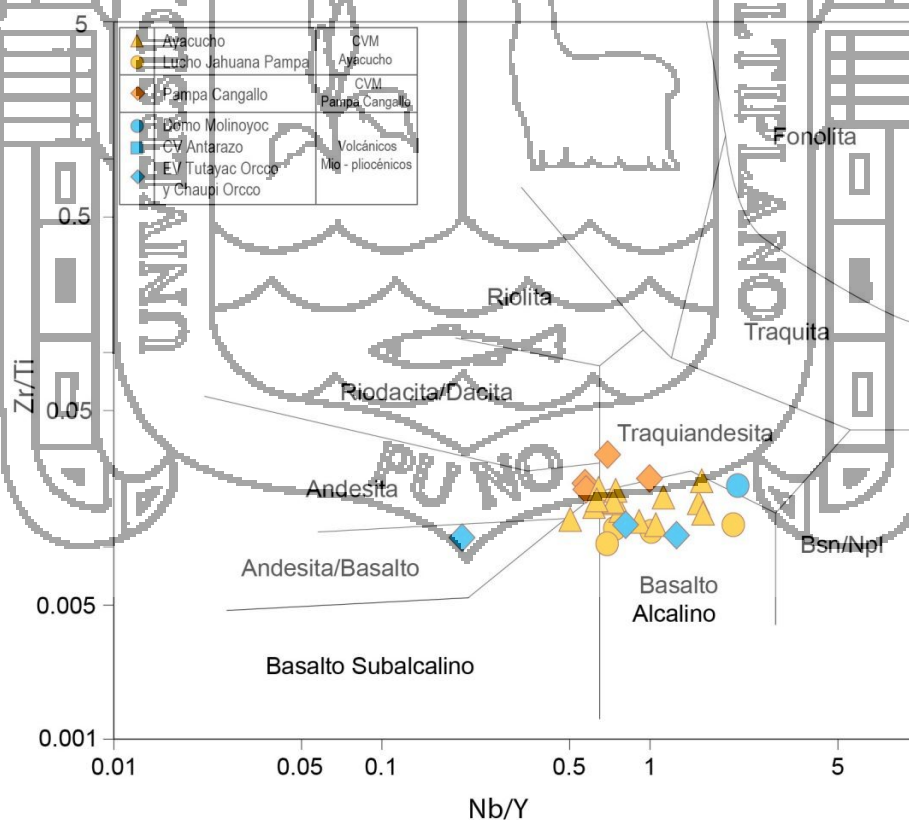 5
Ayacucho
Lucho Jahuana Pampa
CVM
Ayacucho
Pampa Cangallo
CVM
Pampa Cangallo
Domo Molinoyoc
CV Antarazo
EV Tutayac Orcco
y Chaupi Orcco
Volcánicos
Mio - pliocénicos
Fonolita
0.5
Riolita
Traquita
Zr/Ti
Riodacita/Dacita
0.05
Traquiandesita
PUNO
Andesita
Bsn/Npl
Andesita/Basalto
Basalto
Alcalino
0.005
Basalto Subalcalino
0.001
0.01
0.05
0.1
0.5
1
5
Nb/Y